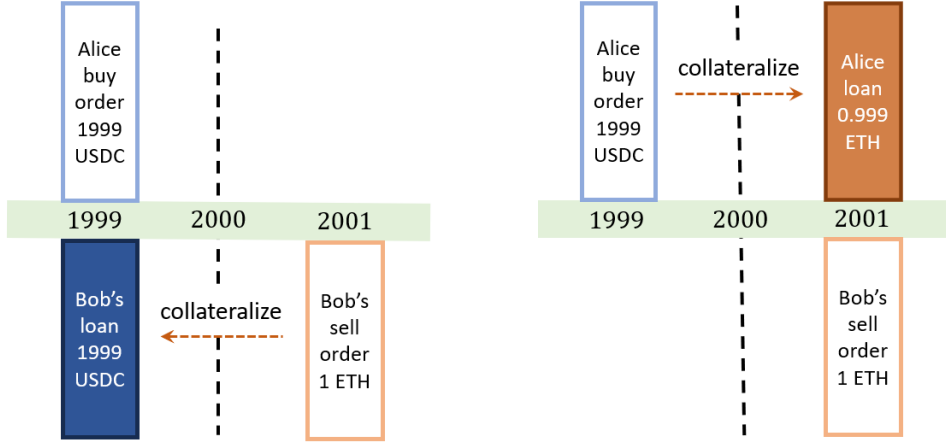 Alice
buy
order
1999
USDC
1999
2000
2001
Bob's
loan
1999
USDC
collateralize
Bob's
sell
order
1 ETH
Alice
buy
order
1999
USDC
collateralize
Alice
loan
0.999
ETH
1999
2000
2001
Bob's
sell
order
1 ETH